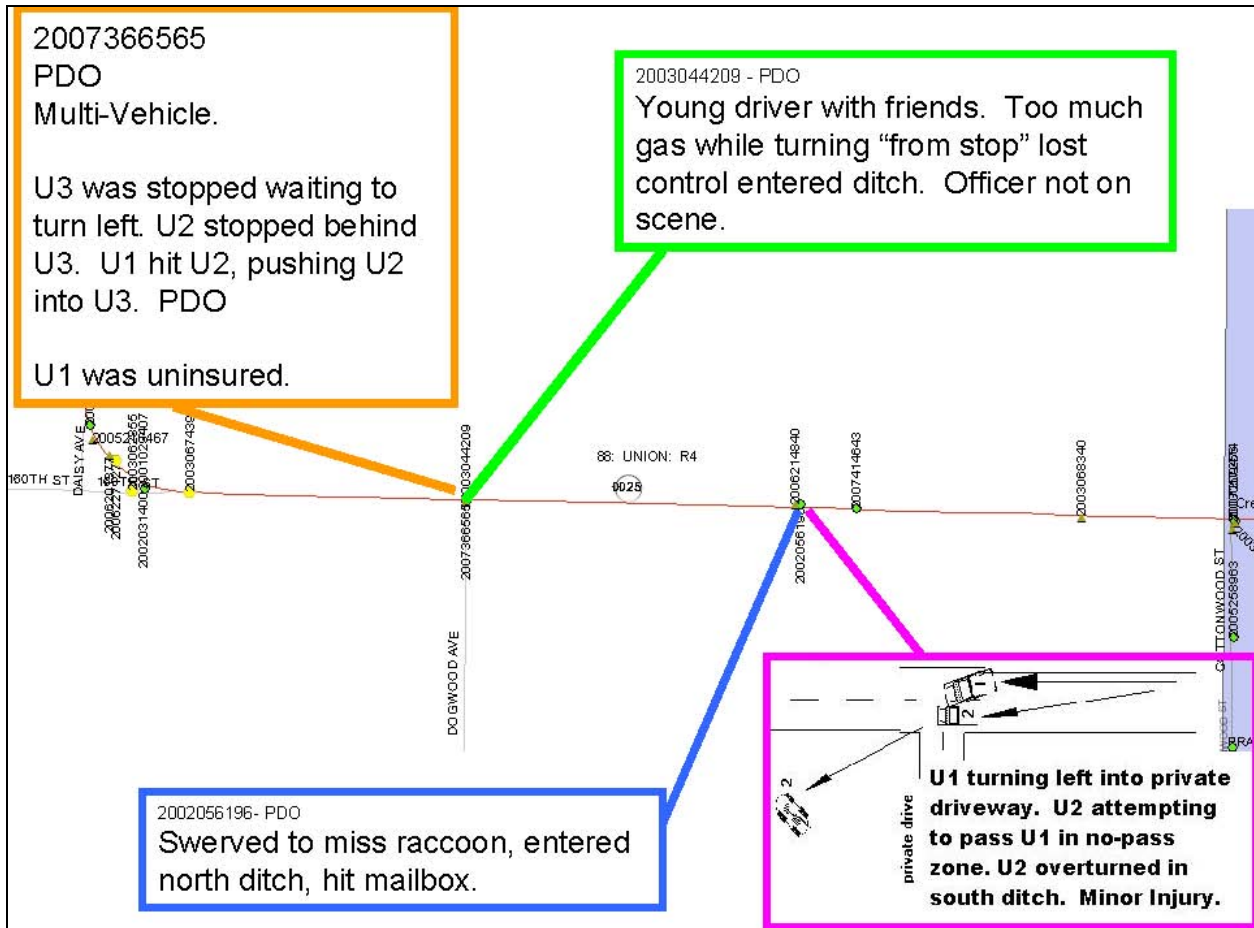 2007366565
PDO
Multi-Vehicle.
U3 was stopped waiting to
turn left. U2 stopped behind
U3. U1 hit U2, pushing U2
into U3. PDO
U1 was uninsured.
2003044209 - PDO
Young driver with friends. Too much
gas while turning “from stop” lost
control entered ditch. Officer not on
scene.
DAISY AVE
160TH ST
2003067439
2003044209
2007366565
DOGWOOD AVE
88: UNION: R4
0025
2006214840
2007414643
2003068340
2005258963
2002056196- PDO
Swerved to miss raccoon, entered
north ditch, hit mailbox.
1
2
2
private drive
U1 turning left into private
driveway. U2 attempting
to pass U1 in no-pass
zone. U2 overturned in
south ditch. Minor Injury.